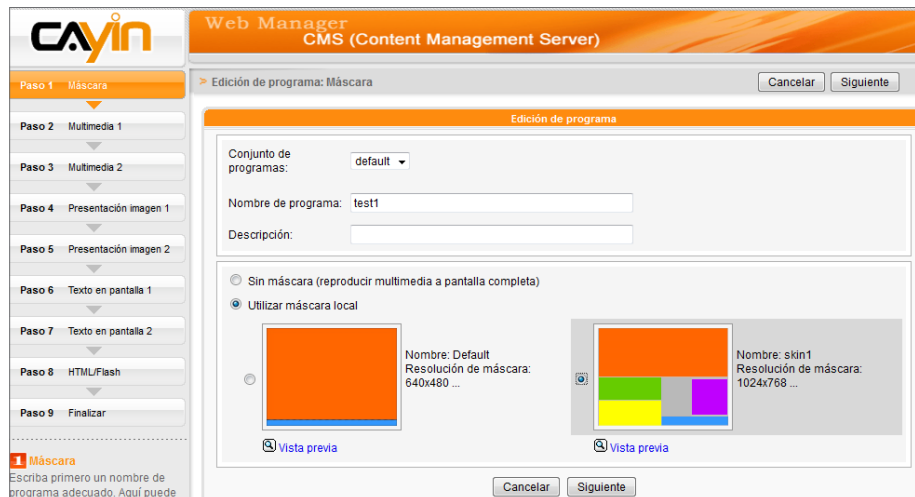 CAYIN
Web Manager
CMS (Content Management Server)
Paso 1 Máscara
Paso 2 Multimedia 1
Paso 3 Multimedia 2
Paso 4 Presentación imagen 1
Paso 5 Presentación imagen 2
Paso 6 Texto en pantalla 1
Paso 7 Texto en pantalla 2
Paso 8 HTML/Flash
Paso 9 Finalizar
1 Máscara
Escriba primero un nombre de
programa adecuado. Aquí puede
> Edición de programa: Máscara
Cancelar Siguiente
Edición de programa
Conjunto de
programas: default
Nombre de programa: test1
Descripción:
Sin máscara (reproducir multimedia a pantalla completa)
Utilizar máscara local
Nombre: Default
Resolución de máscara:
640x480 ...
Vista previa
Nombre: skin1
Resolución de máscara:
1024x768 ...
Vista previa
Cancelar Siguiente